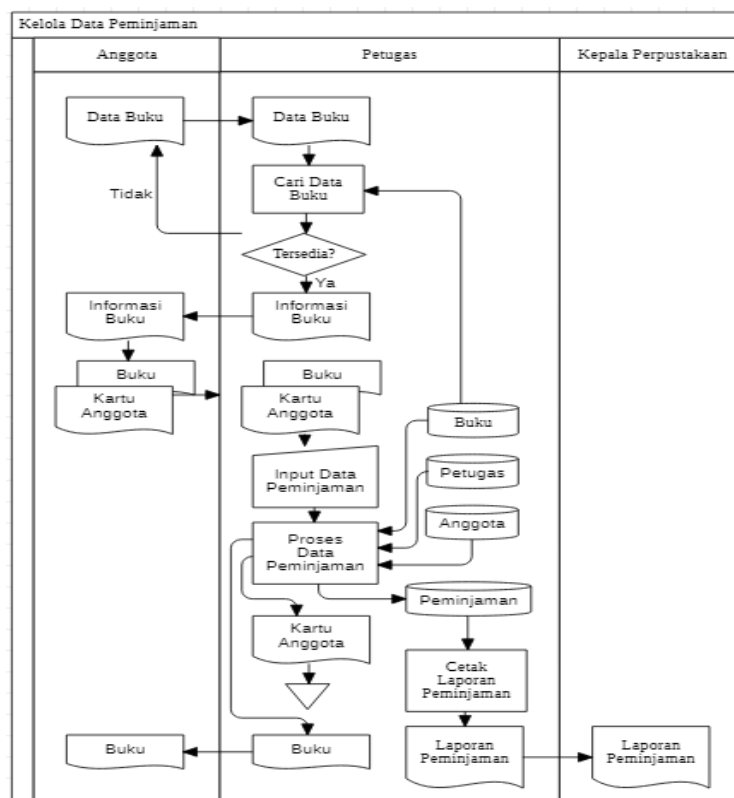 Kelola Data Peminjaman
Anggota
Petugas
Kepala Perpustakaan
Data Buku
Data Buku
Cari Data
Buku
Tidak
Tersedia?
Ya
Informasi
Buku
Informasi
Buku
Buku
Kartu
Anggota
Buku
Kartu
Anggota
Buku
Input Data
Peminjaman
Petugas
Anggota
Proses
Data
Peminjaman
Peminjaman
Kartu
Anggota
Cetak
Laporan
Peminjaman
Buku
Buku
Laporan
Peminjaman
Laporan
Peminjaman